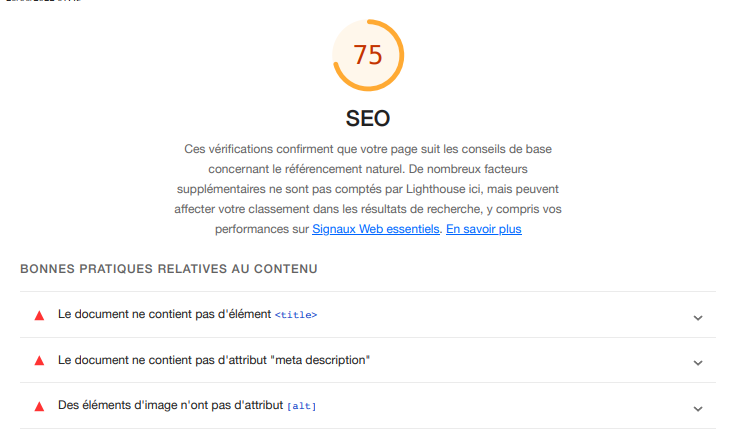 75
SEO
Ces vérifications confirment que votre page suit les conseils de base
concernant le référencement naturel. De nombreux facteurs
supplémentaires ne sont pas comptés par Lighthouse ici, mais peuvent
affecter votre classement dans les résultats de recherche, y compris vos
performances sur Signaux Web essentiels. En savoir plus
BONNES PRATIQUES RELATIVES AU CONTENU
Le document ne contient pas d'élément <title>
Le document ne contient pas d'attribut "meta description"
Des éléments d'image n'ont pas d'attribut [alt]